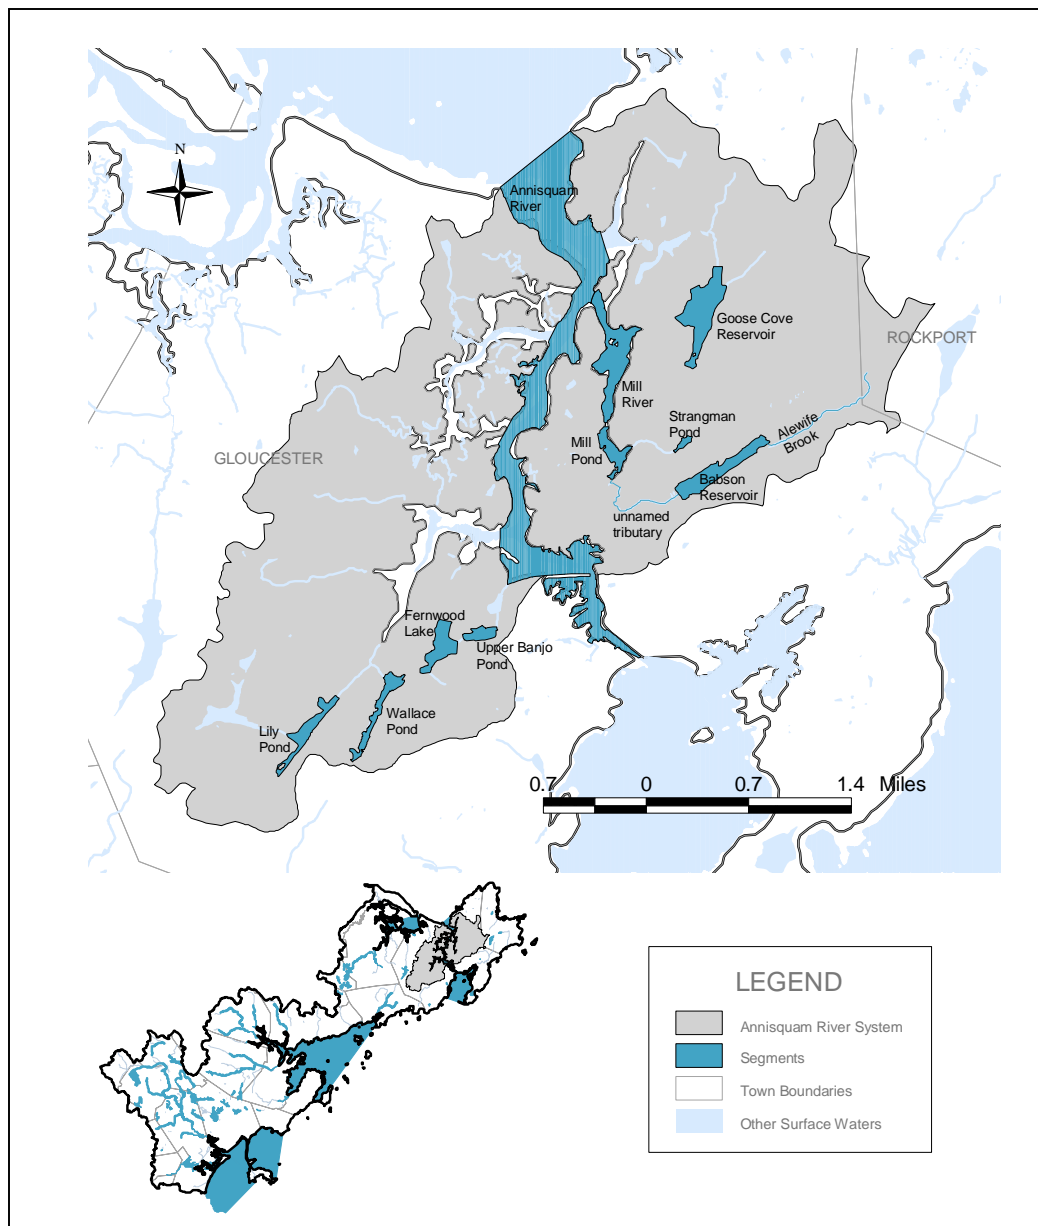 N
Annisquam
River
Goose Cove
Reservoir
ROCKPORT
Mill
River
Strangman
Pond
Alewife
Brook
Mill
Pond
GLOUCESTER
Babson
Reservoir
unnamed
tributary
Fernwood
Lake
Upper Banjo
Pond
Wallace
Pond
Lily
Pond
0.7 0 0.7 1.4 Miles
LEGEND
Annisquam River System
Segments
Town Boundaries
Other Surface Waters